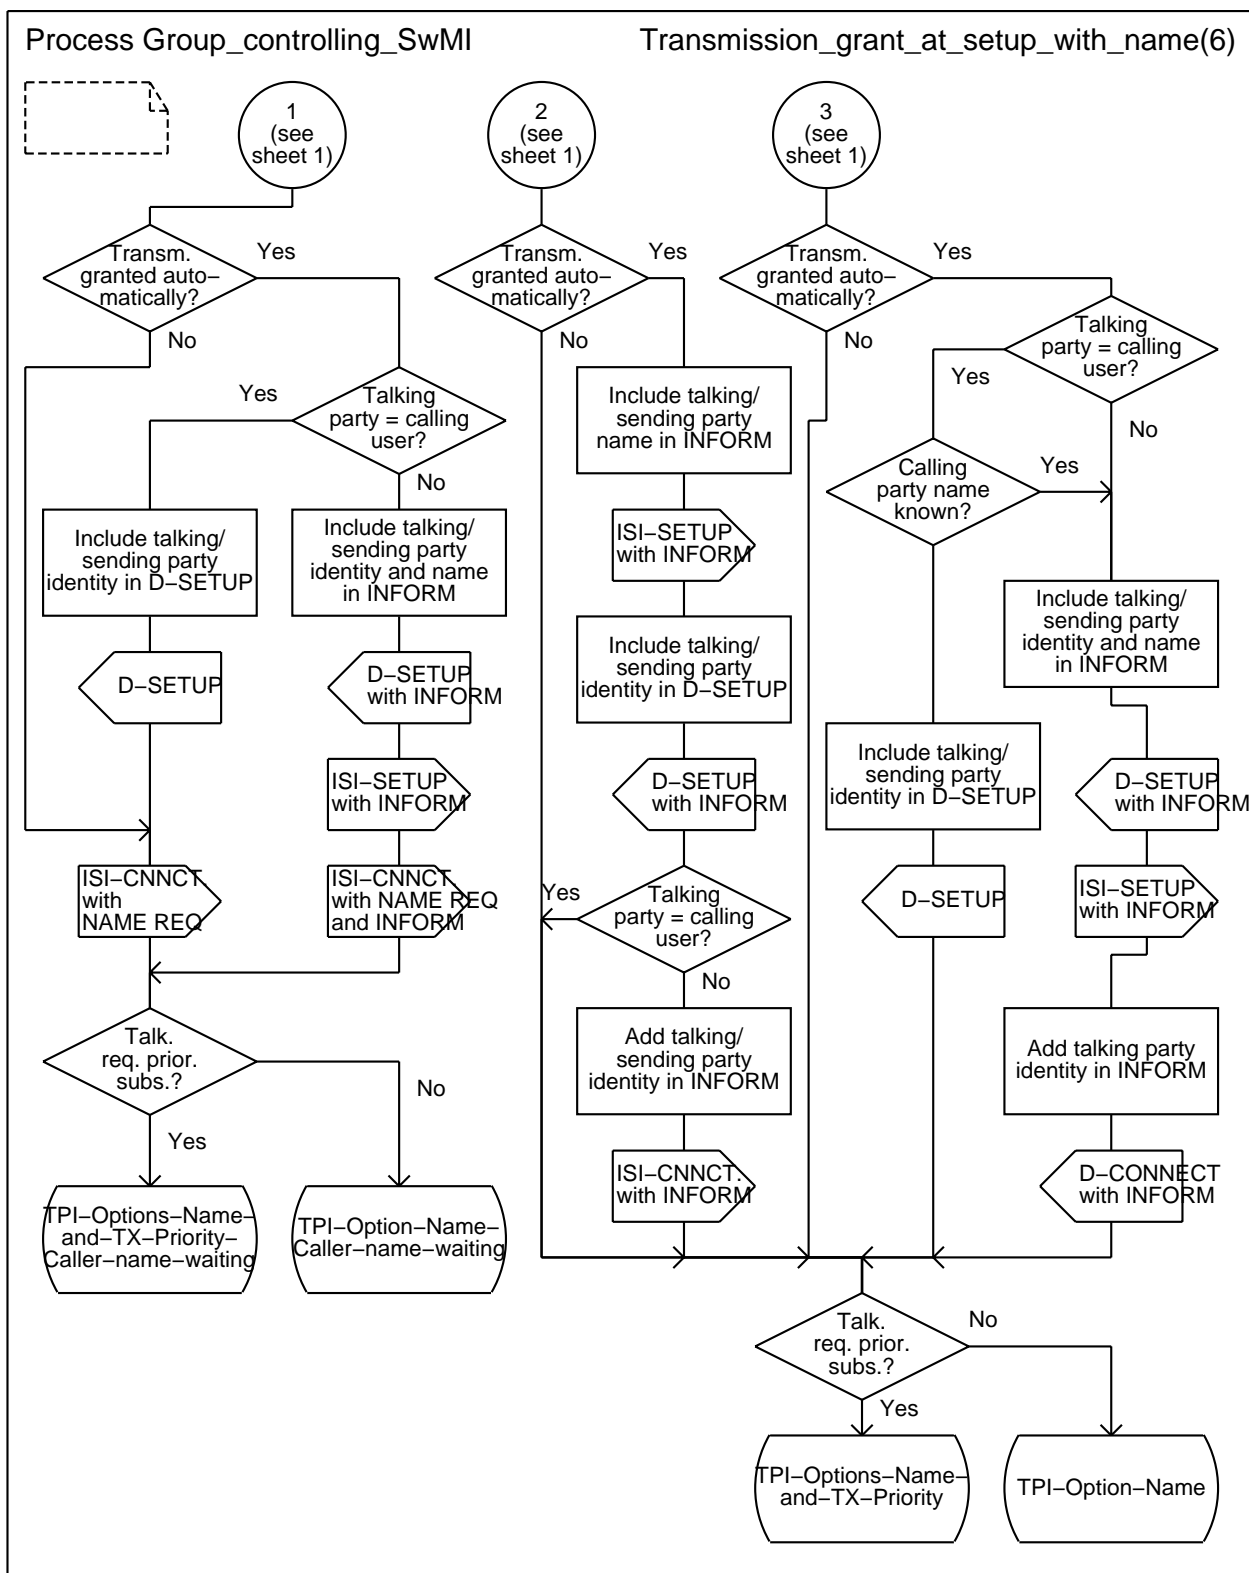 Process Group_controlling_SwMI
Transmission_grant_at_setup_with_name(6)
1
(see
sheet 1)
2
(see
sheet 1)
3
(see
sheet 1)
Transm.
granted auto−
matically?
Yes
No
Talking
party = calling
user?
Yes
No
Include talking/
sending party
identity in D−SETUP
Include talking/
sending party
identity and name
in INFORM
D−SETUP
D−SETUP
with INFORM
ISI−SETUP
with INFORM
ISI−CNNCT.
with
NAME REQ
ISI−CNNCT.
with NAME REQ
and INFORM
Talk.
req. prior.
subs.?
No
Yes
TPI−Options−Name−
and−TX−Priority−
Caller−name−waiting
TPI−Option−Name−
Caller−name−waiting
Transm.
granted auto−
matically?
Yes
No
Include talking/
sending party
name in INFORM
ISI−SETUP
with INFORM
Include talking/
sending party
identity in D−SETUP
D−SETUP
with INFORM
Talking
party = calling
user?
Yes
No
Add talking/
sending party
identity in INFORM
ISI−CNNCT.
with INFORM
Transm.
granted auto−
matically?
Yes
No
Talking
party = calling
user?
Yes
No
Calling
party name
known?
Yes
Include talking/
sending party
identity and name
in INFORM
Include talking/
sending party
identity in D−SETUP
D−SETUP
with INFORM
D−SETUP
ISI−SETUP
with INFORM
Add talking party
identity in INFORM
D−CONNECT
with INFORM
Talk.
req. prior.
subs.?
No
Yes
TPI−Options−Name−
and−TX−Priority
TPI−Option−Name